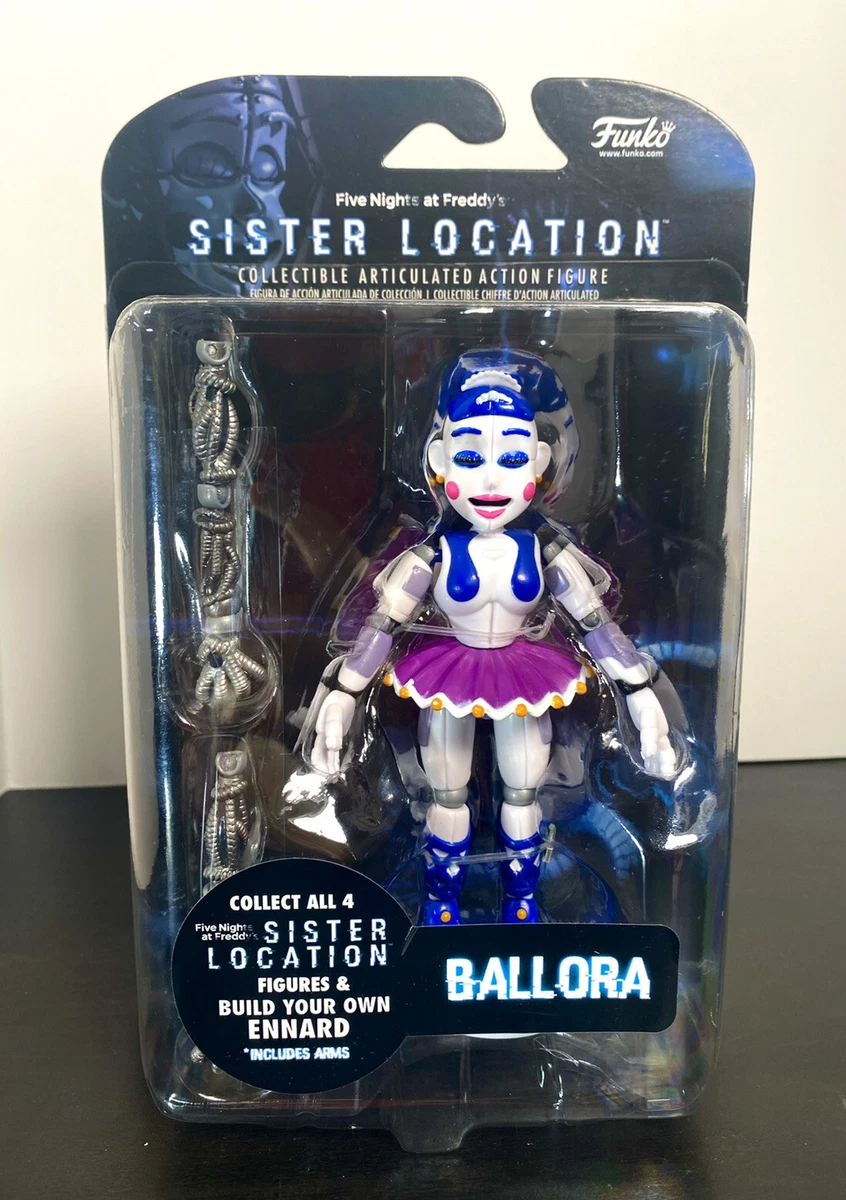 Funko
www.funko.com
Five Nights at Freddy's
SISTER LOCATION™
COLLECTIBLE ARTICULATED ACTION FIGURE
FIGURA DE ACCIÓN ARTICULADA DE COLECCIÓN | COLLECTIBLE CHIFFRE D'ACTION ARTICULATED
COLLECT ALL 4
Five Nights
at Freddy's
SISTER
LOCATION
FIGURES &
BUILD YOUR OWN
ENNARD
*INCLUDES ARMS
BALLORA